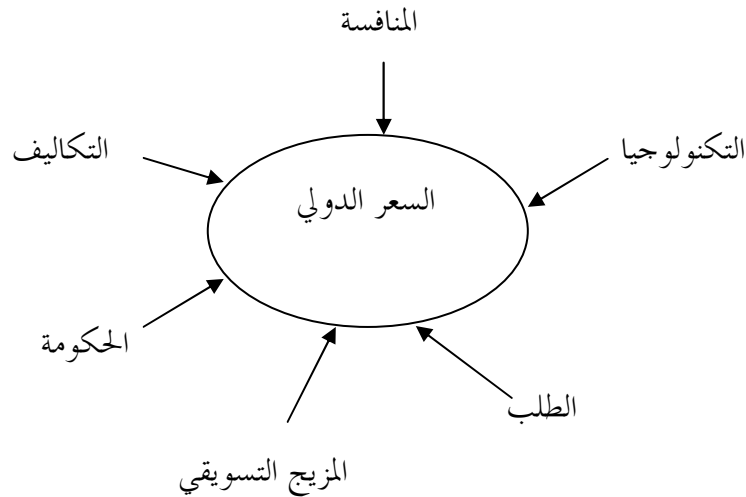 المنافسة
التكنولوجيا
التكاليف
السعر الدولي
الحكومة
الطلب
المزيج التسويقي